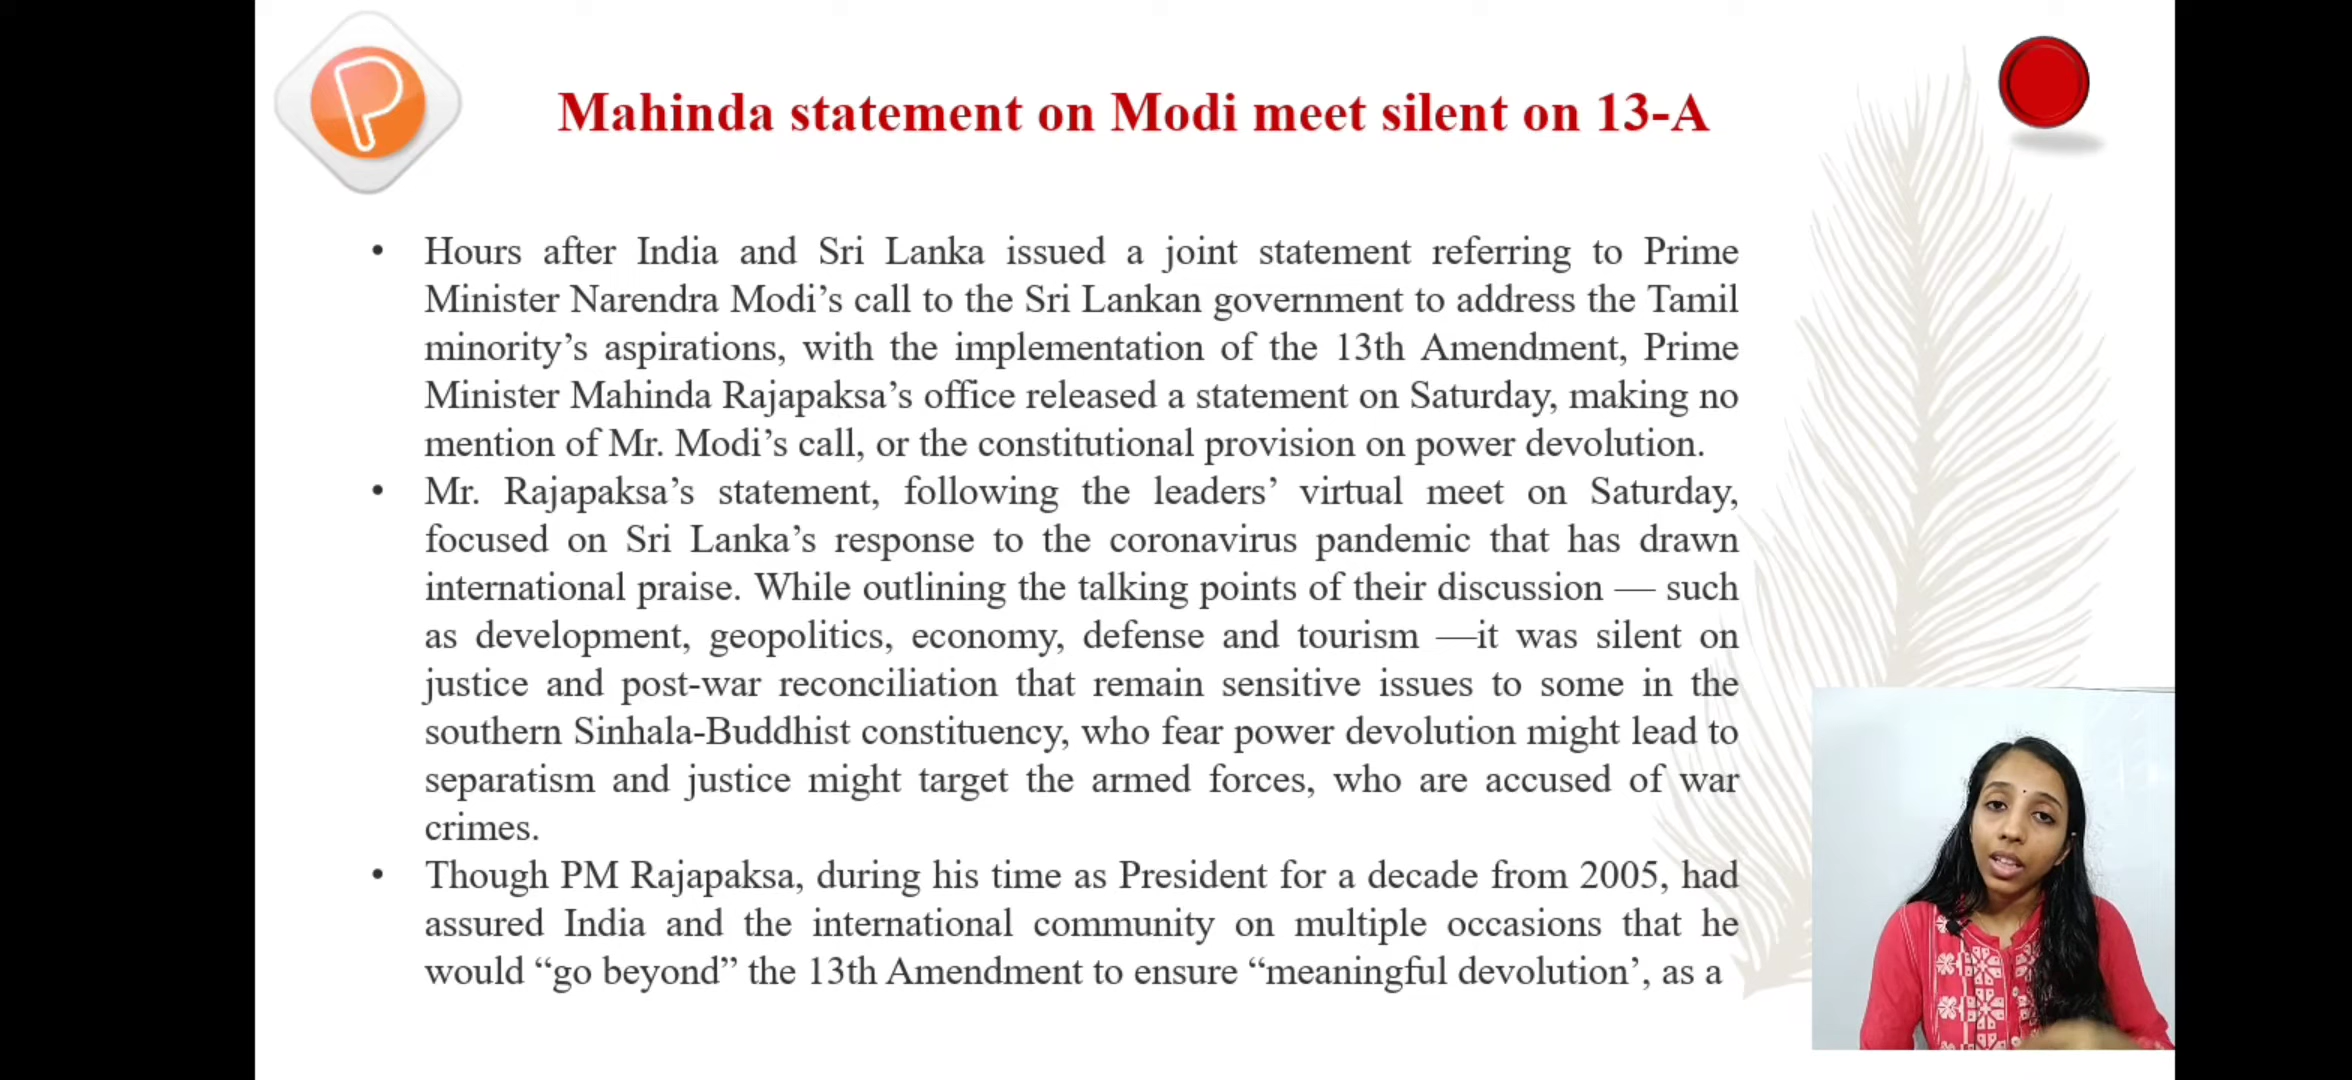 Mahinda statement on Modi meet silent on 13-A
• Hours after India and Sri Lanka issued a joint statement referring to Prime
Minister Narendra Modi’s call to the Sri Lankan government to address the Tamil
minority’s aspirations, with the implementation of the 13th Amendment, Prime
Minister Mahinda Rajapaksa’s office released a statement on Saturday, making no
mention of Mr. Modi’s call, or the constitutional provision on power devolution.
• Mr. Rajapaksa’s statement, following the leaders’ virtual meet on Saturday,
focused on Sri Lanka’s response to the coronavirus pandemic that has drawn
international praise. While outlining the talking points of their discussion — such
as development, geopolitics, economy, defense and tourism —it was silent on
justice and post-war reconciliation that remain sensitive issues to some in the
southern Sinhala-Buddhist constituency, who fear power devolution might lead to
separatism and justice might target the armed forces, who are accused of war
crimes.
• Though PM Rajapaksa, during his time as President for a decade from 2005, had
assured India and the international community on multiple occasions that he
would “go beyond” the 13th Amendment to ensure “meaningful devolution’, as a